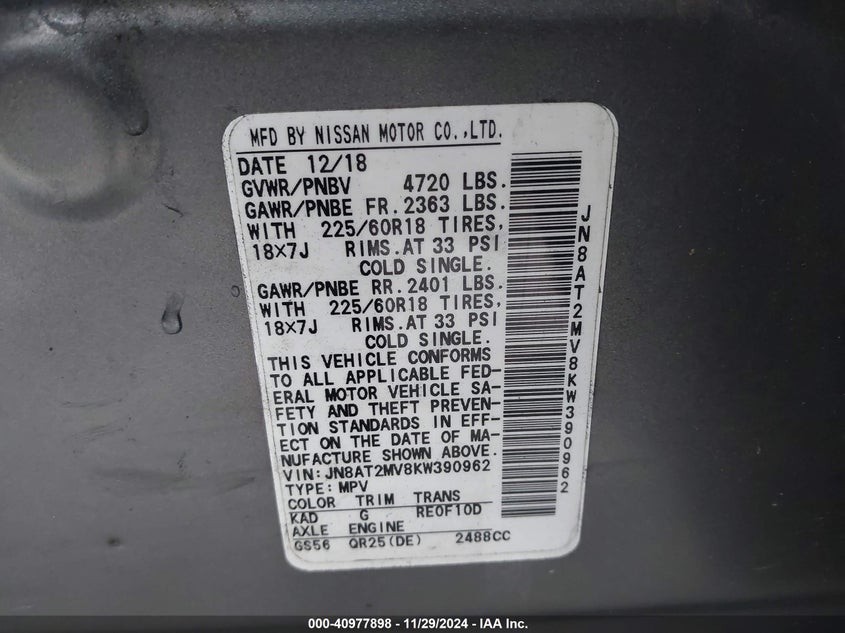 MFD BY NISSAN MOTOR CO.,LTD.
DATE 12/18
GVWR/PNBV 4720 LBS.
GAWR/PNBE FR. 2363 LBS.
WITH 225/60R18 TIRES,
18X7J RIMS.AT 33 PSI
COLD SINGLE.
GAWR/PNBE RR. 2401 LBS.
WITH 225/60R18 TIRES,
18X7J RIMS.AT 33 PSI
COLD SINGLE.
THIS VEHICLE CONFORMS
TO ALL APPLICABLE FED-
ERAL MOTOR VEHICLE SA-
FETY AND THEFT PREVEN-
TION STANDARDS IN EFF-
ECT ON THE DATE OF MA-
NUFACTURE SHOWN ABOVE.
VIN: JN8AT2MV8KW390962
TYPE: MPV
COLOR TRIM TRANS
KAD G RE0F10D
AXLE ENGINE
GS56 QR25(DE) 2488CC
JN8AT2MV8KW390962
000-40977898 - 11/29/2024 - IAA Inc.